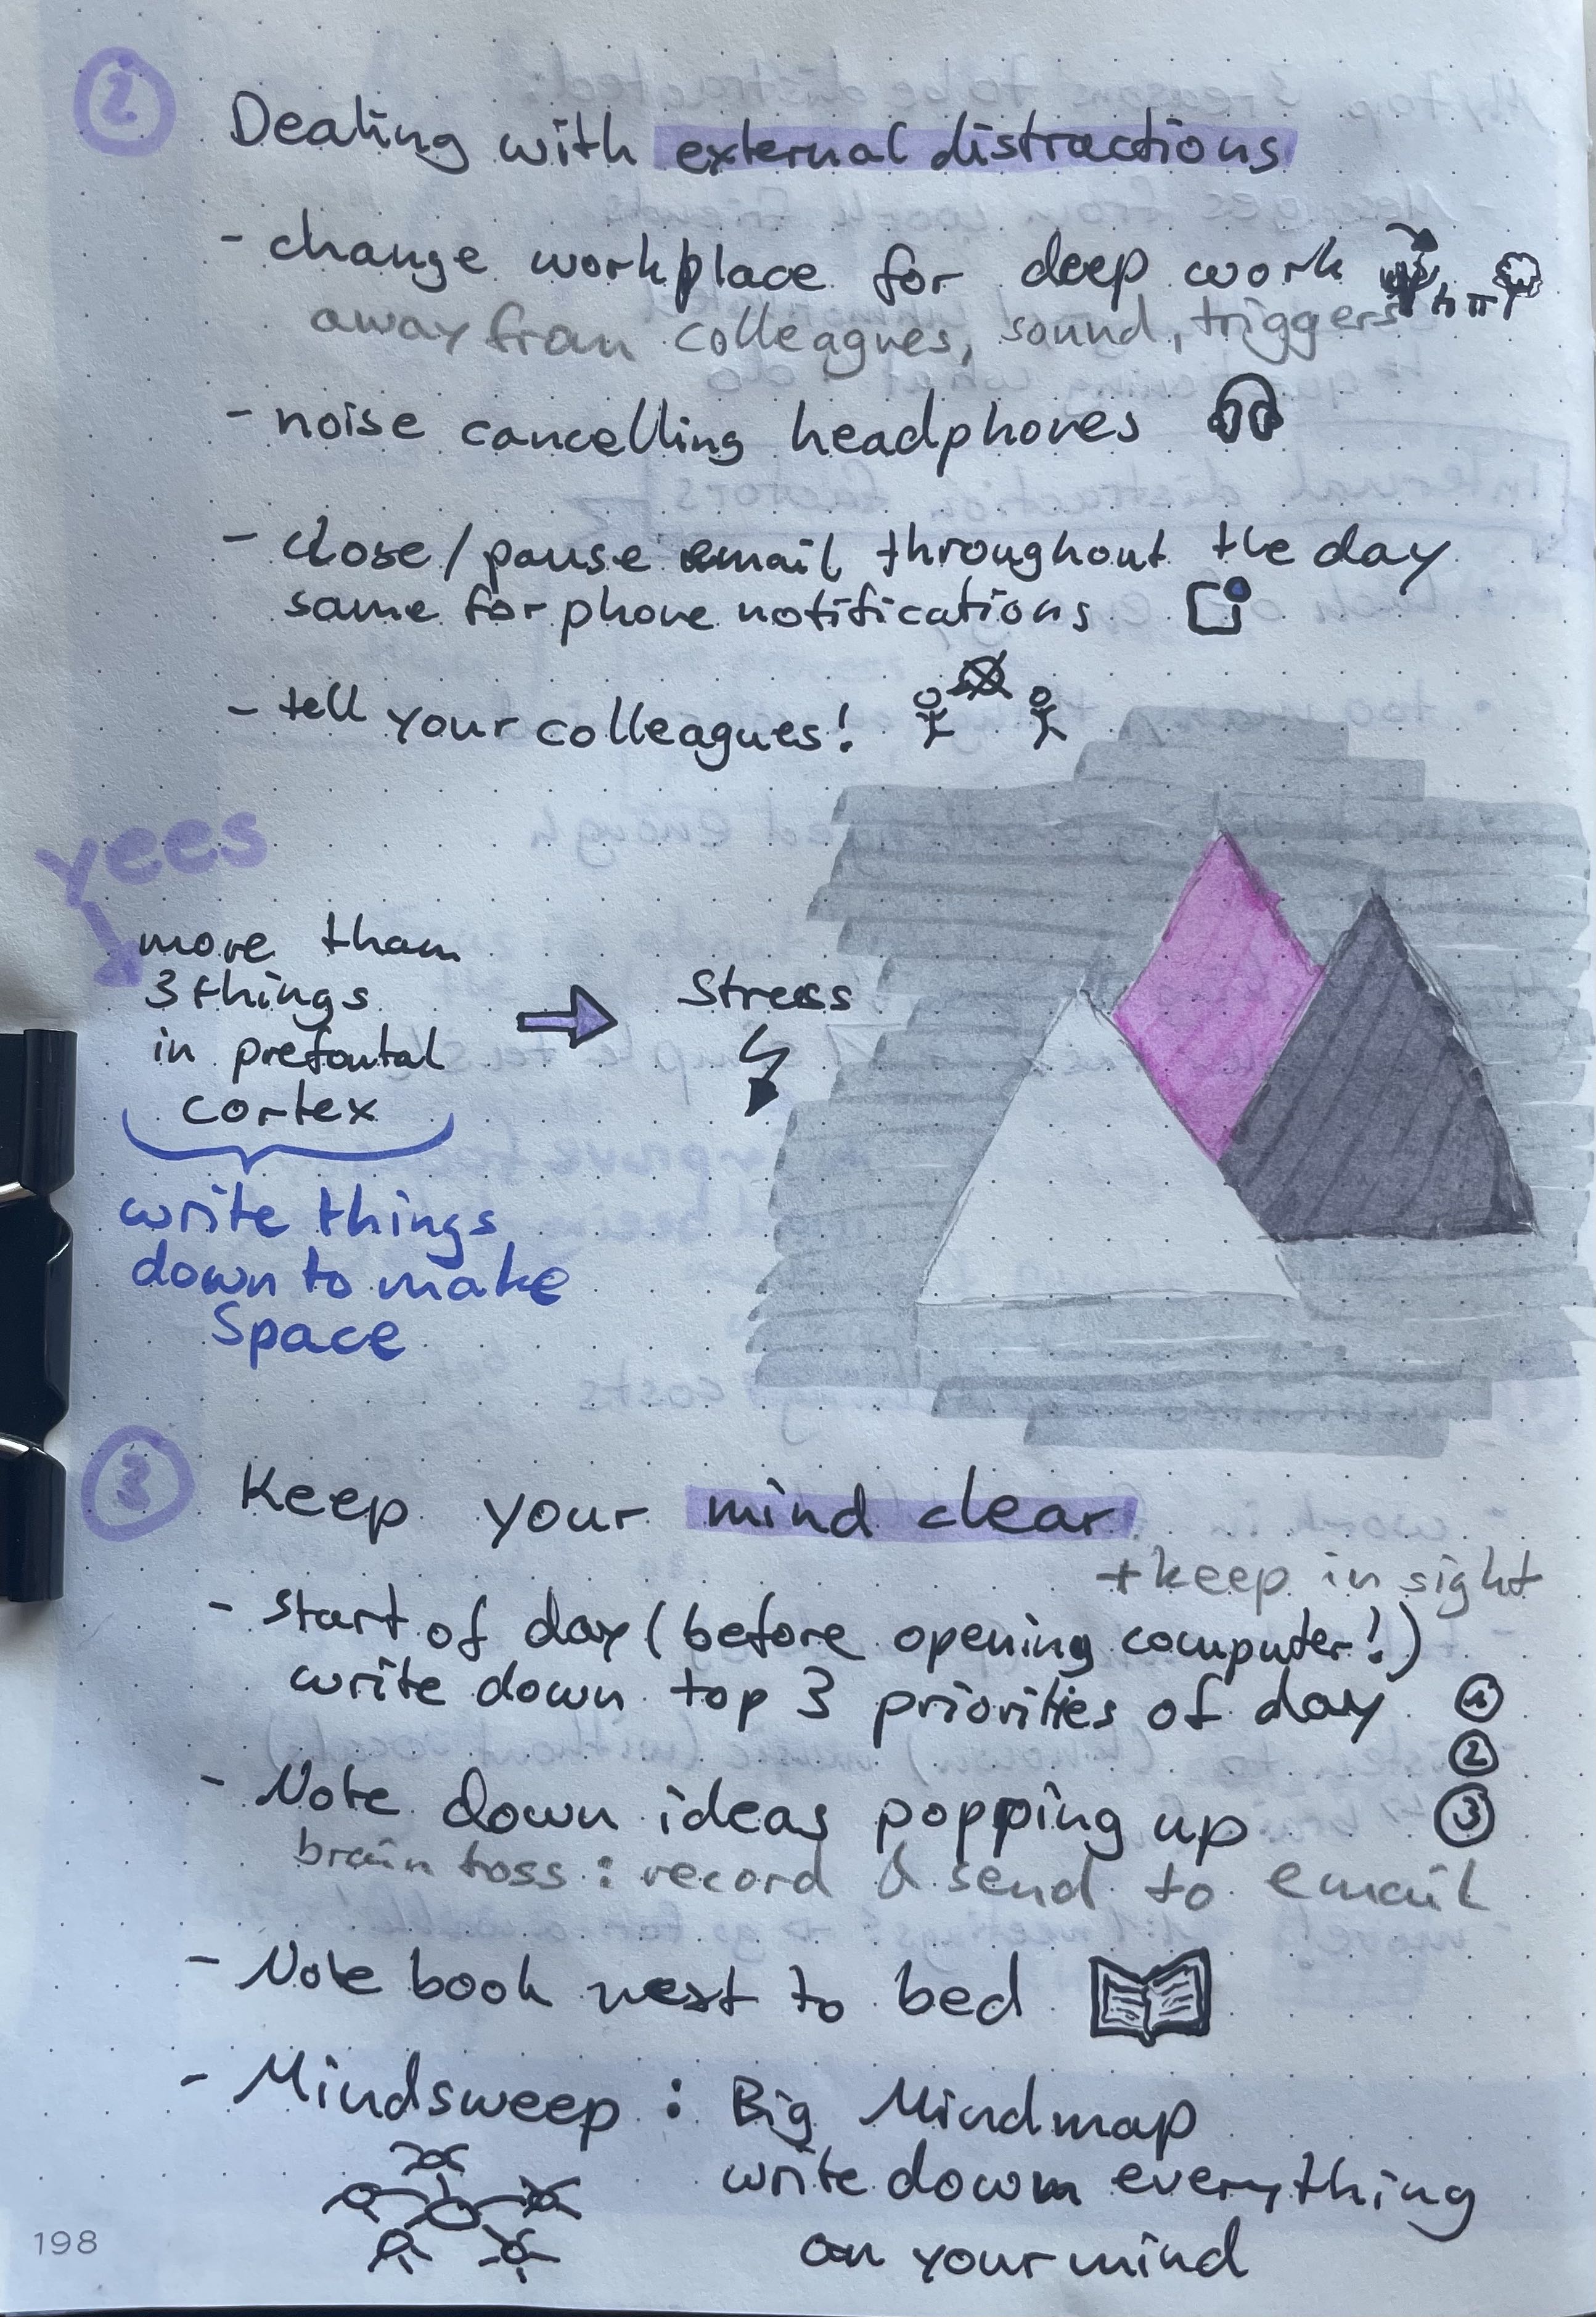 2
Dealing with external distractions
- change workplace for deep work
away from colleagues, sound, triggers
- noise cancelling headphones
- close/pause email throughout the day
same for phone notifications
- tell your colleagues!
yees
more than
3 things
in prefontal
cortex
Stress
write things
down to make
Space
3
Keep your mind clear
+ keep in sight
- start of day (before opening computer!)
write down top 3 priorities of day
1
2
3
- Note down ideas popping up
brain toss: record & send to email
- Note book next to bed
- Mindsweep: Big Mindmap
write down everything
on your mind
198